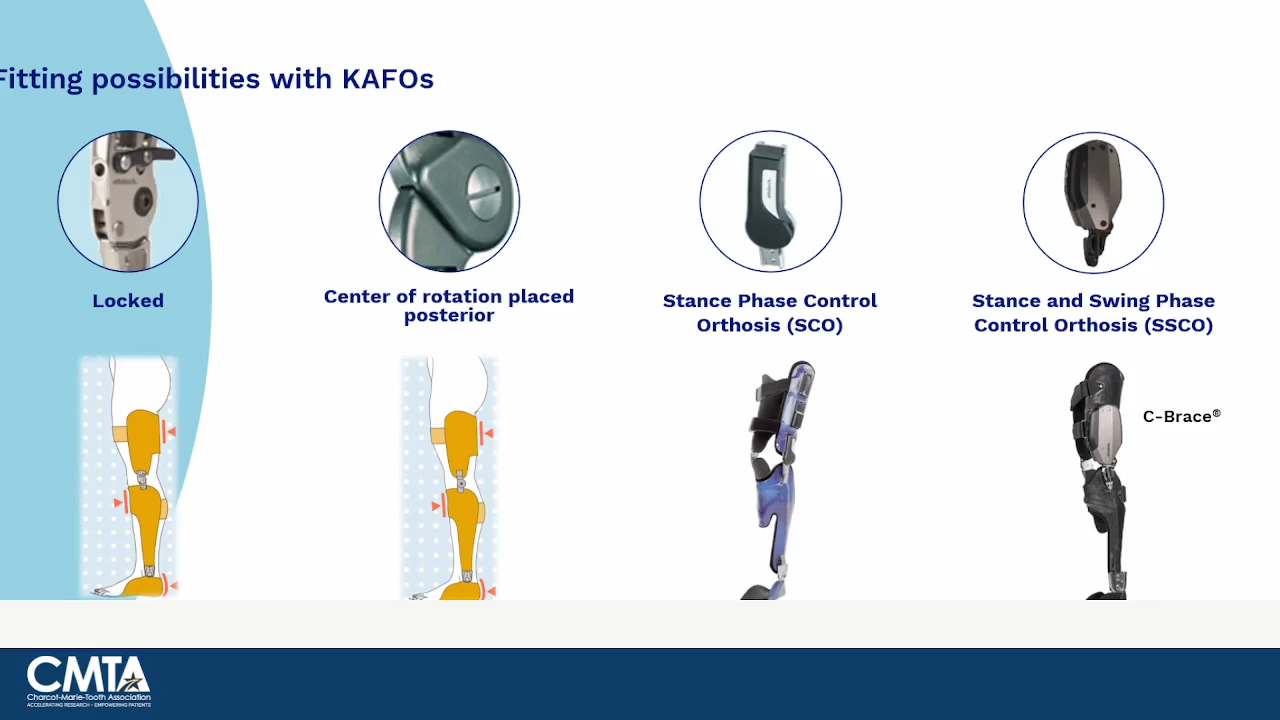 Fitting possibilities with KAFOs
Locked
Center of rotation placed
posterior
Stance Phase Control
Orthosis (SCO)
Stance and Swing Phase
Control Orthosis (SSCO)
C-Brace®
CMTA
Charcot-Marie-Tooth Association
ACCELERATING RESEARCH - EMPOWERING PATIENTS